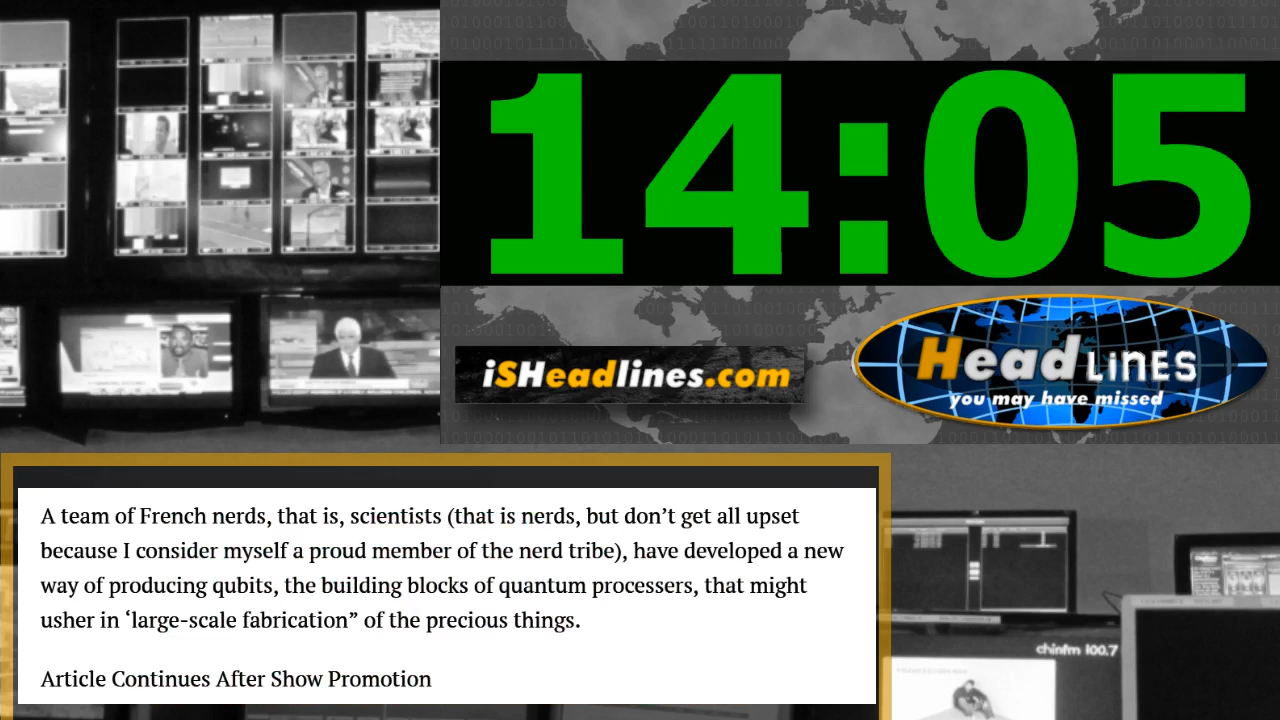 14:05
iSHeadlines.com
HeadLINES
you may have missed
A team of French nerds, that is, scientists (that is nerds, but don’t get all upset
because I consider myself a proud member of the nerd tribe), have developed a new
way of producing qubits, the building blocks of quantum processers, that might
usher in ‘large-scale fabrication” of the precious things.
chinfm 100.7
Article Continues After Show Promotion